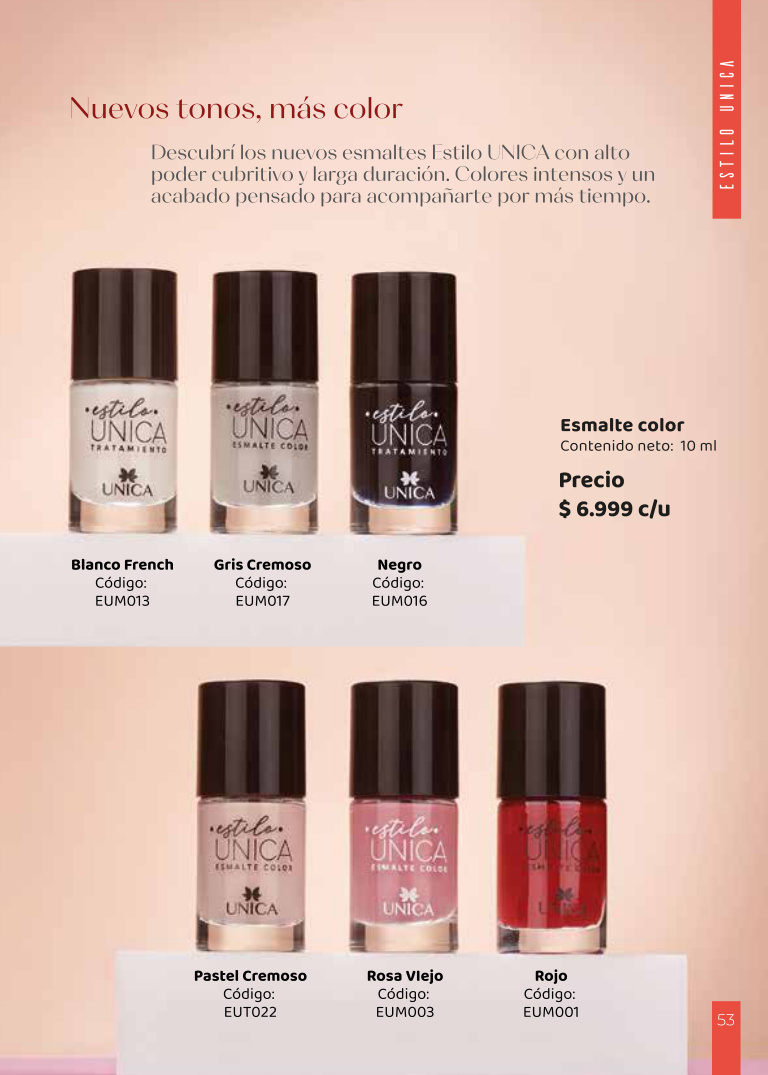 ESTILO UNICA
Nuevos tonos, más color
Descubrí los nuevos esmaltes Estilo UNICA con alto
poder cubritivo y larga duración. Colores intensos y un
acabado pensado para acompañarte por más tiempo.
estilo
UNICA
TRATAMIENTO
UNICA
estilo
UNICA
ESMALTE COLOR
UNICA
estilo
UNICA
TRATAMIENTO
UNICA
Esmalte color
Contenido neto: 10 ml
Precio
$ 6.999 c/u
Blanco French
Código:
EUM013
Gris Cremoso
Código:
EUM017
Negro
Código:
EUM016
estilo
UNICA
ESMALTE COLOR
UNICA
estilo
UNICA
ESMALTE COLOR
UNICA
estilo
UNICA
ESMALTE COLOR
UNICA
Pastel Cremoso
Código:
EUT022
Rosa VIejo
Código:
EUM003
Rojo
Código:
EUM001
53